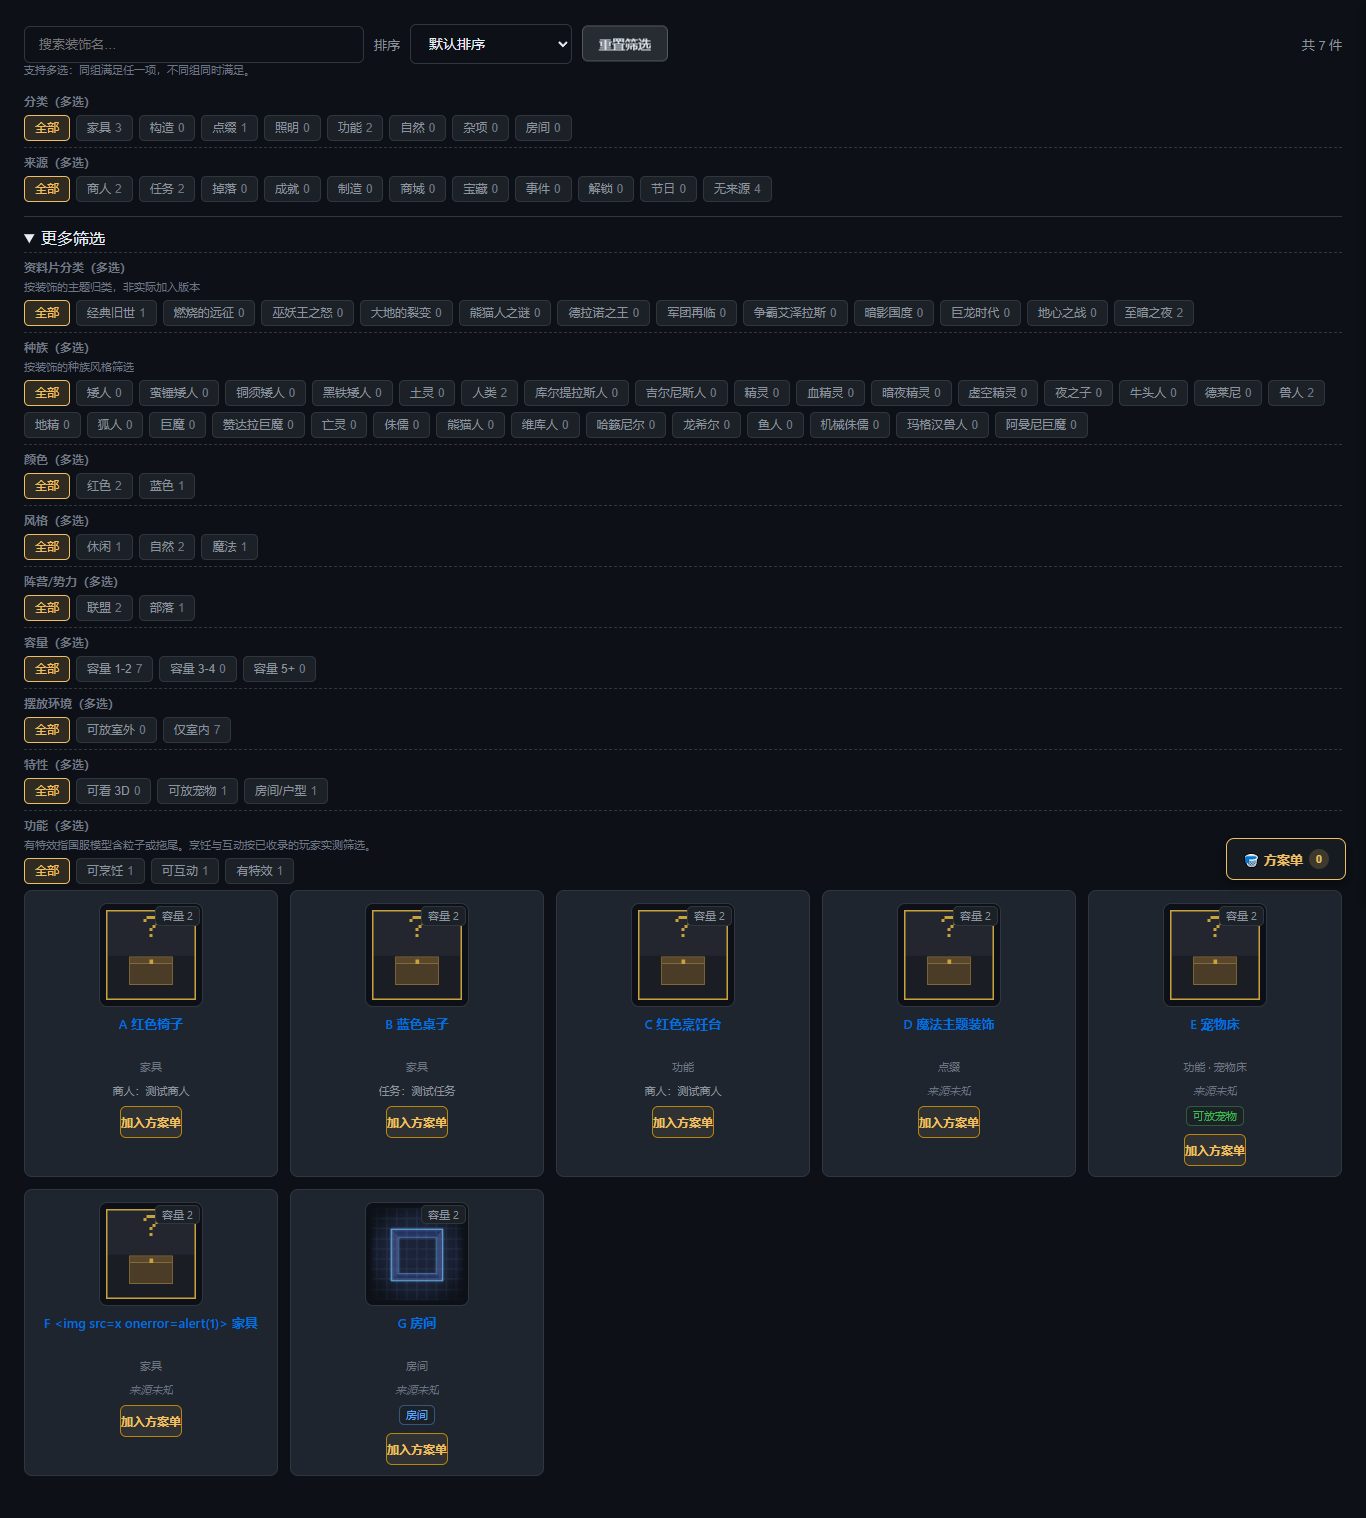 搜索装饰名... 排序 默认排序 重置筛选 共 7 件
支持多选：同组满足任一项，不同组同时满足。
分类（多选）
全部 家具 3 构造 0 点缀 1 照明 0 功能 2 自然 0 杂项 0 房间 0
来源（多选）
全部 商人 2 任务 2 掉落 0 成就 0 制造 0 商城 0 宝藏 0 事件 0 解锁 0 节日 0 无来源 4
▼ 更多筛选
资料片分类（多选）
按装饰的主题归类，非实际加入版本
全部 经典旧世 1 燃烧的远征 0 巫妖王之怒 0 大地的裂变 0 熊猫人之谜 0 德拉诺之王 0 军团再临 0 争霸艾泽拉斯 0 暗影国度 0 巨龙时代 0 地心之战 0 至暗之夜 2
种族（多选）
按装饰的种族风格筛选
全部 矮人 0 蛮锤矮人 0 铜须矮人 0 黑铁矮人 0 土灵 0 人类 2 库尔提拉斯人 0 吉尔尼斯人 0 精灵 0 血精灵 0 暗夜精灵 0 虚空精灵 0 夜之子 0 牛头人 0 德莱尼 0 兽人 2
地精 0 狐人 0 巨魔 0 赞达拉巨魔 0 亡灵 0 侏儒 0 熊猫人 0 维库人 0 哈籁尼尔 0 龙希尔 0 鱼人 0 机械侏儒 0 玛格汉兽人 0 阿曼尼巨魔 0
颜色（多选）
全部 红色 2 蓝色 1
风格（多选）
全部 休闲 1 自然 2 魔法 1
阵营/势力（多选）
全部 联盟 2 部落 1
容量（多选）
全部 容量 1-2 7 容量 3-4 0 容量 5+ 0
摆放环境（多选）
全部 可放室外 0 仅室内 7
特性（多选）
全部 可看 3D 0 可放宠物 1 房间/户型 1
功能（多选）
有特效指国服模型含粒子或拖尾。烹饪与互动按已收录的玩家实测筛选。
全部 可烹饪 1 可互动 1 有特效 1
方案单 0
容量 2 容量 2 容量 2 容量 2 容量 2
A 红色椅子 B 蓝色桌子 C 红色烹饪台 D 魔法主题装饰 E 宠物床
家具 家具 功能 点缀 功能 · 宠物床
商人：测试商人 任务：测试任务 商人：测试商人 来源未知 来源未知
可放宠物
加入方案单 加入方案单 加入方案单 加入方案单 加入方案单
容量 2 容量 2
F <img src=x onerror=alert(1)> 家具 G 房间
家具 房间
来源未知 来源未知
房间
加入方案单 加入方案单